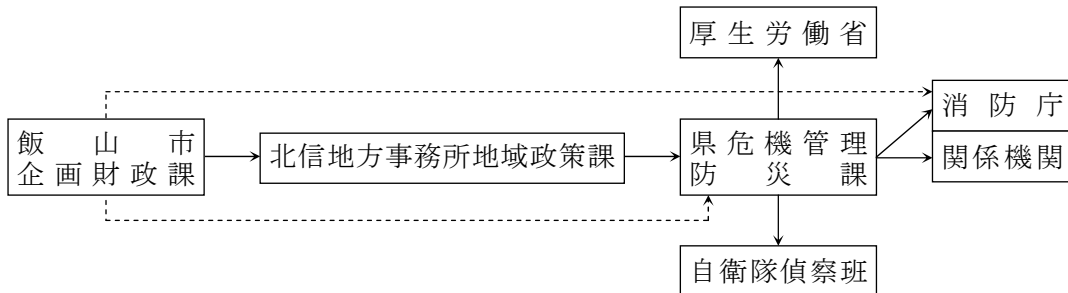 厚生労働省
消防庁
飯山市
企画財政課
北信地方事務所地域政策課
県危機管理
防災課
関係機関
自衛隊偵察班